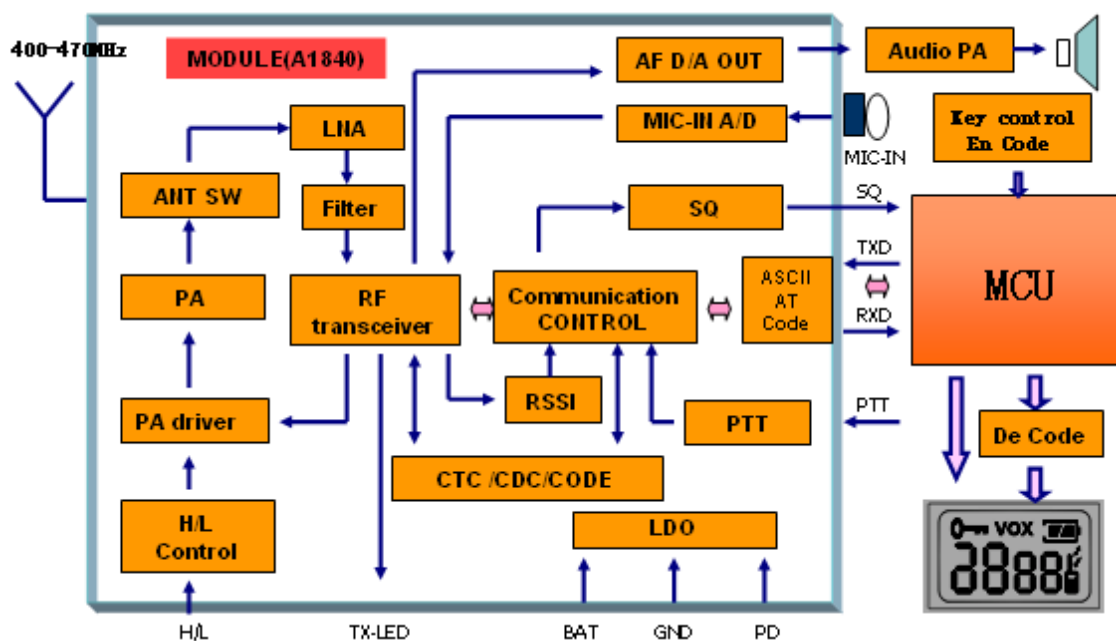 400-470MHz
MODULE(A1840)
AF D/A OUT
Audio PA
LNA
MIC-IN A/D
MIC-IN
Key control
En Code
ANT SW
Filter
SQ
SQ
TXD
MCU
PA
RF
transceiver
Communication
CONTROL
ASCII
AT
Code
RXD
RSSI
PA driver
PTT
PTT
De Code
CTC /CDC/CODE
H/L
Control
LDO
VOX
H/L
TX-LED
BAT
GND
PD